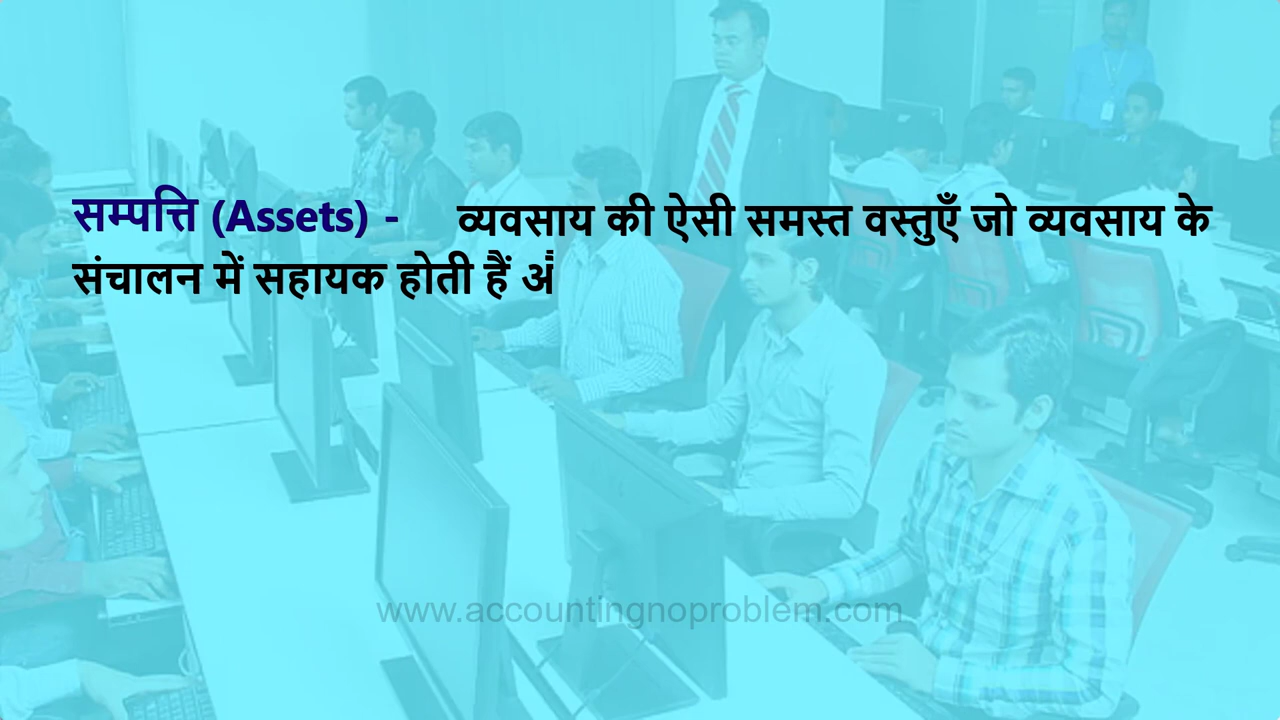 सम्पत्ति (Assets) - व्यवसाय की ऐसी समस्त वस्तुएँ जो व्यवसाय के
संचालन में सहायक होती हैं
www.accountingnoproblem.com